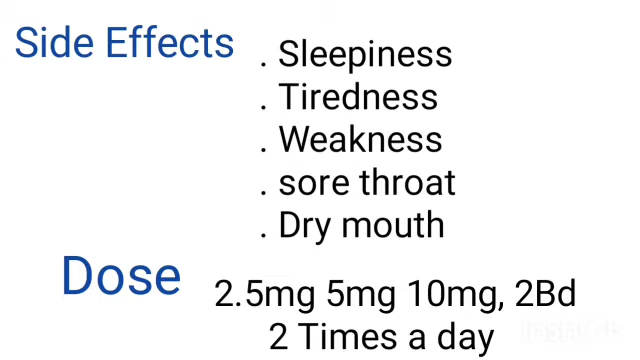 Side Effects
. Sleepiness
. Tiredness
. Weakness
. sore throat
. Dry mouth
Dose
2.5mg 5mg 10mg, 2Bd
2 Times a day